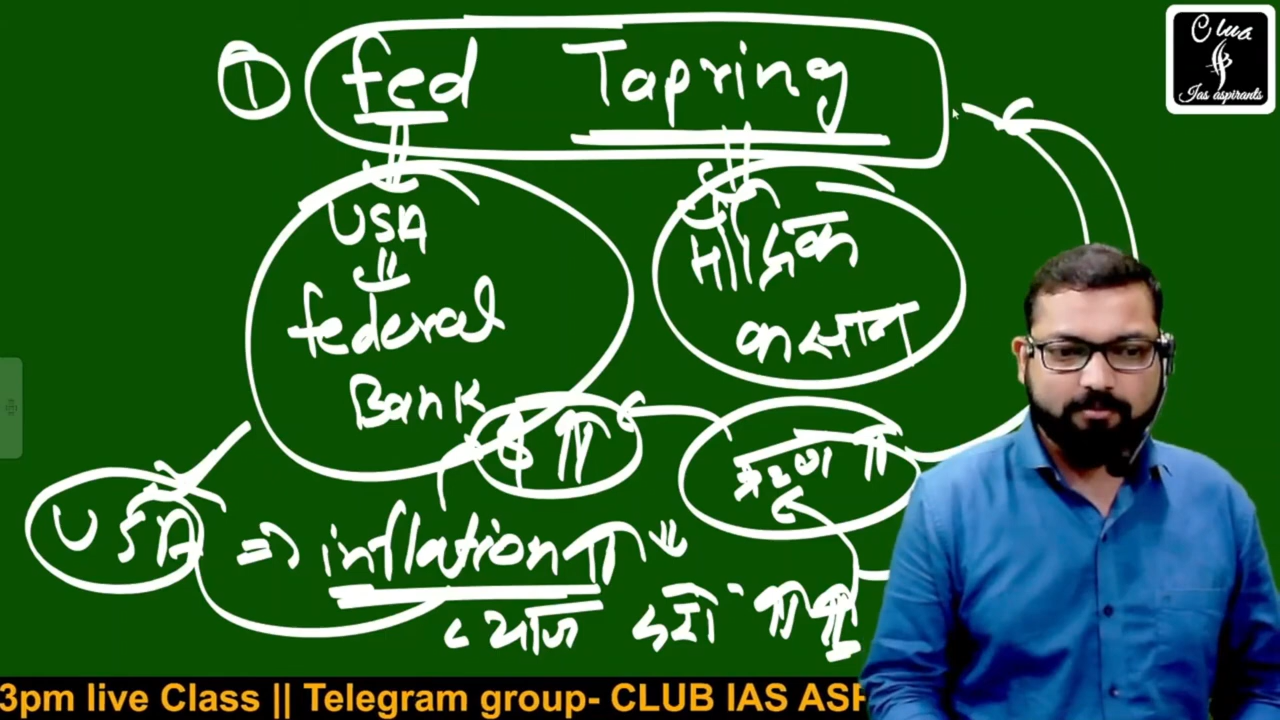 Club
Ias aspirants
① fed Tapring
USA
federal
Bank
$ ⇑
USA ⇒ inflation ⇑ ⇓
ब्याज दरों ⇑ ⇑
3pm live Class || Telegram group- CLUB IAS ASP